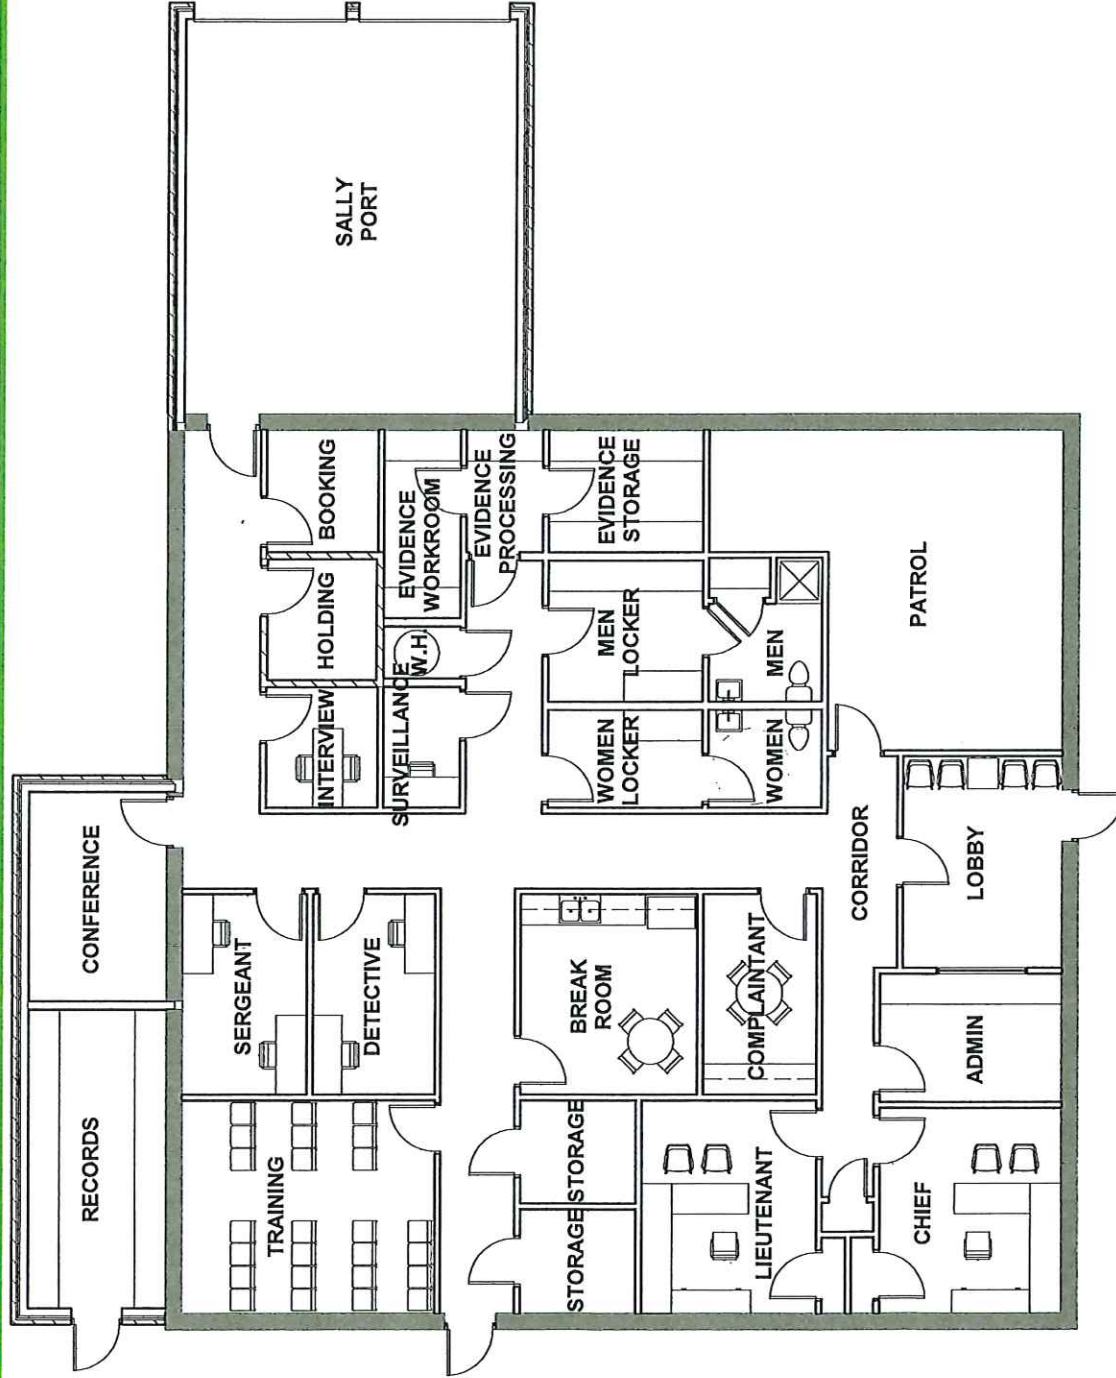 RECORDS
CONFERENCE
TRAINING
SERGEANT
DETECTIVE
INTERVIEW
HOLDING
BOOKING
SALLY
PORT
SURVEILLANCE
W.H.
EVIDENCE
WORKROOM
EVIDENCE
PROCESSING
STORAGE
STORAGE
BREAK
ROOM
WOMEN
LOCKER
MEN
LOCKER
EVIDENCE
STORAGE
LIEUTENANT
COMPLAINTANT
WOMEN
MEN
CORRIDOR
PATROL
CHIEF
ADMIN
LOBBY